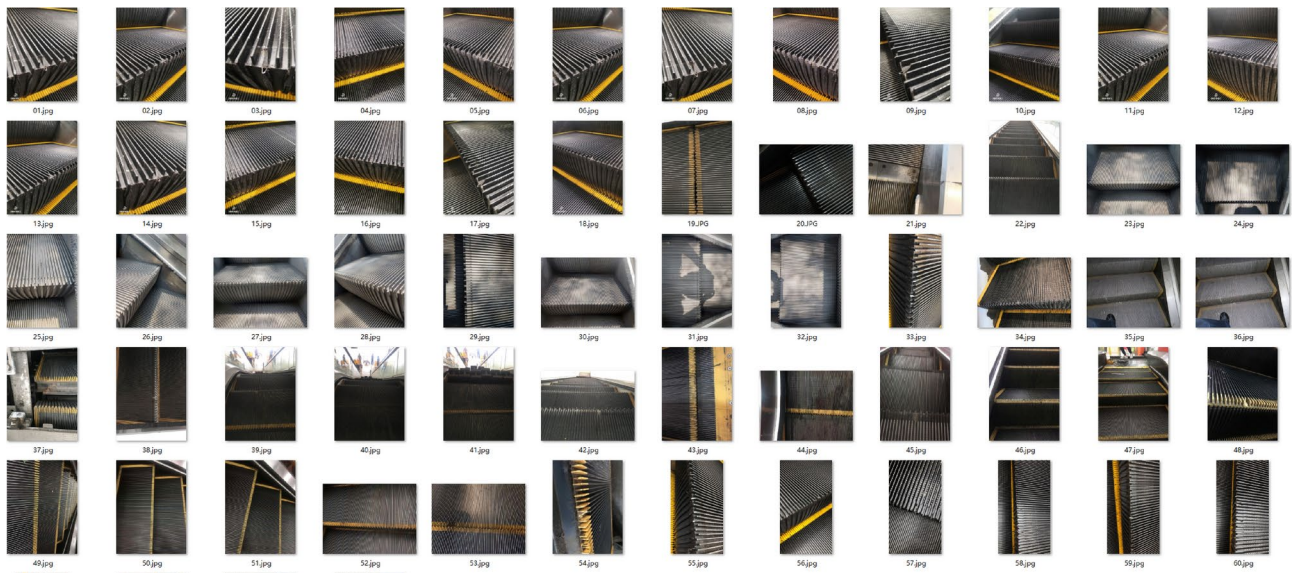 01.jpg 02.jpg 03.jpg 04.jpg 05.jpg 06.jpg 07.jpg 08.jpg 09.jpg 10.jpg 11.jpg 12.jpg
13.jpg 14.jpg 15.jpg 16.jpg 17.jpg 18.jpg 19.JPG 20.JPG 21.jpg 22.jpg 23.jpg 24.jpg
25.jpg 26.jpg 27.jpg 28.jpg 29.jpg 30.jpg 31.jpg 32.jpg 33.jpg 34.jpg 35.jpg 36.jpg
37.jpg 38.jpg 39.jpg 40.jpg 41.jpg 42.jpg 43.jpg 44.jpg 45.jpg 46.jpg 47.jpg 48.jpg
49.jpg 50.jpg 51.jpg 52.jpg 53.jpg 54.jpg 55.jpg 56.jpg 57.jpg 58.jpg 59.jpg 60.jpg